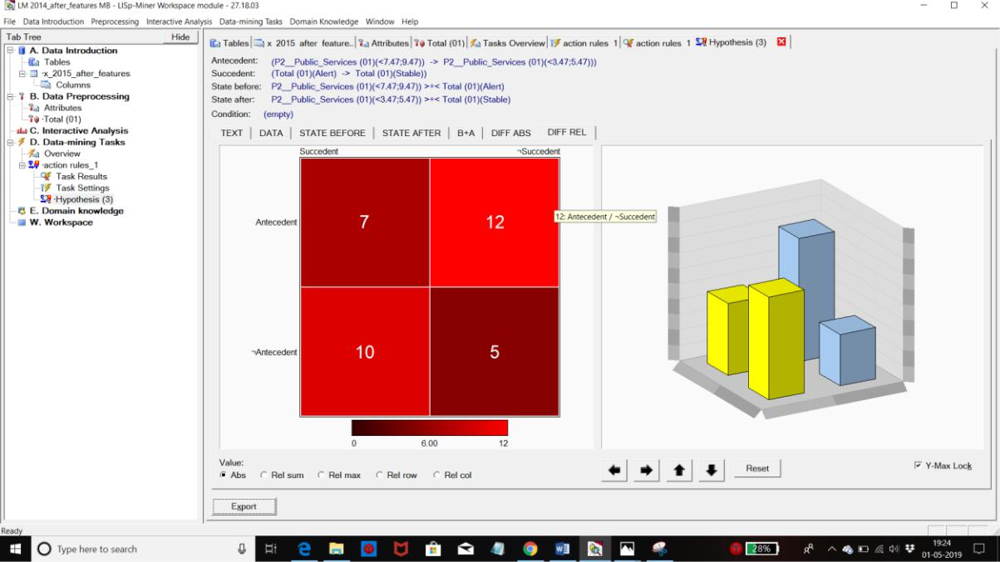 LM 2014_after_features MB - LISp-Miner Workspace module - 27.18.03
File Data Introduction Preprocessing Interactive Analysis Data-mining Tasks Domain Knowledge Window Help
Tab Tree Hide
A. Data Introduction
Tables
x_2015_after_features
Columns
B. Data Preprocessing
Attributes
Total (01)
C. Interactive Analysis
D. Data-mining Tasks
Overview
action rules_1
Task Results
Task Settings
Hypothesis (3)
E. Domain knowledge
W. Workspace
Tables x 2015 after feature.. Attributes Total (01) Tasks Overview action rules 1 action rules 1 Hypothesis (3)
Antecedent: (P2__Public_Services (01)(<7.47;9.47)) -> P2__Public_Services (01)(<3.47;5.47)))
Succedent: (Total (01)(Alert) -> Total (01)(Stable))
State before: P2__Public_Services (01)(<7.47;9.47)) >÷< Total (01)(Alert)
State after: P2__Public_Services (01)(<3.47;5.47)) >÷< Total (01)(Stable)
Condition: (empty)
TEXT DATA STATE BEFORE STATE AFTER B+A DIFF ABS DIFF REL
Succedent ¬Succedent
Antecedent 7 12
12: Antecedent / ¬Succedent
¬Antecedent 10 5
0 6.00 12
Value:
Abs Rel sum Rel max Rel row Rel col
Reset
Y-Max Lock
Export
Ready
Type here to search
28%
19:24
01-05-2019